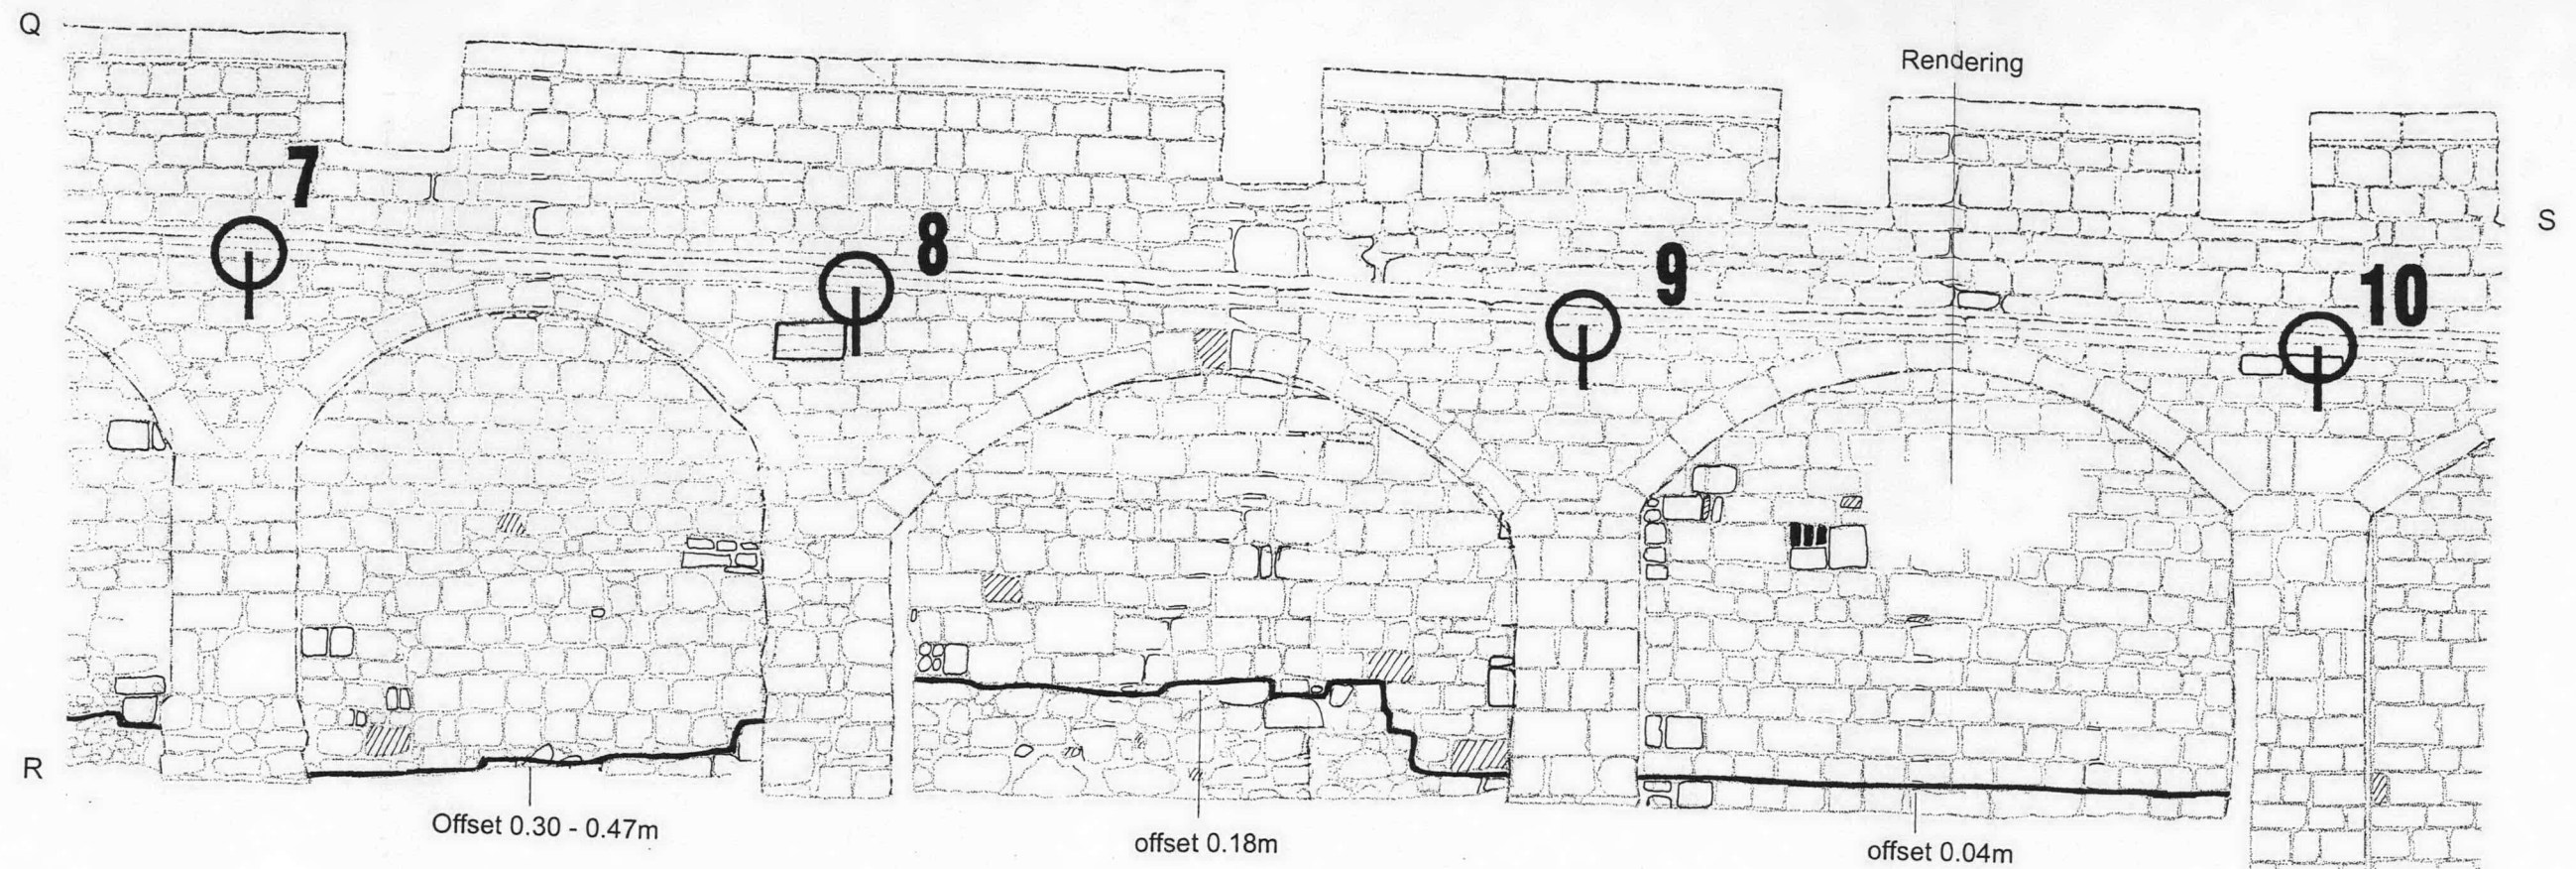 Q
Rendering
7
S
8
9
10
R
Offset 0.30 - 0.47m
offset 0.18m
offset 0.04m